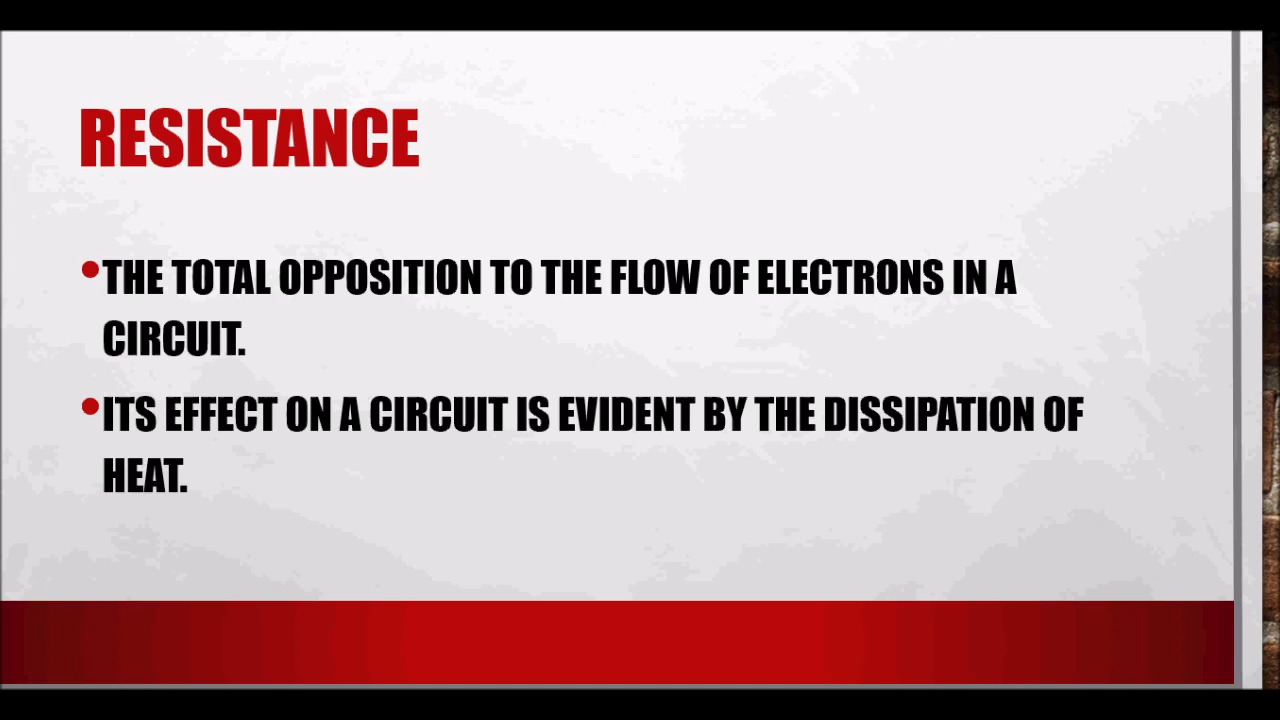 RESISTANCE
•THE TOTAL OPPOSITION TO THE FLOW OF ELECTRONS IN A
CIRCUIT.
•ITS EFFECT ON A CIRCUIT IS EVIDENT BY THE DISSIPATION OF
HEAT.